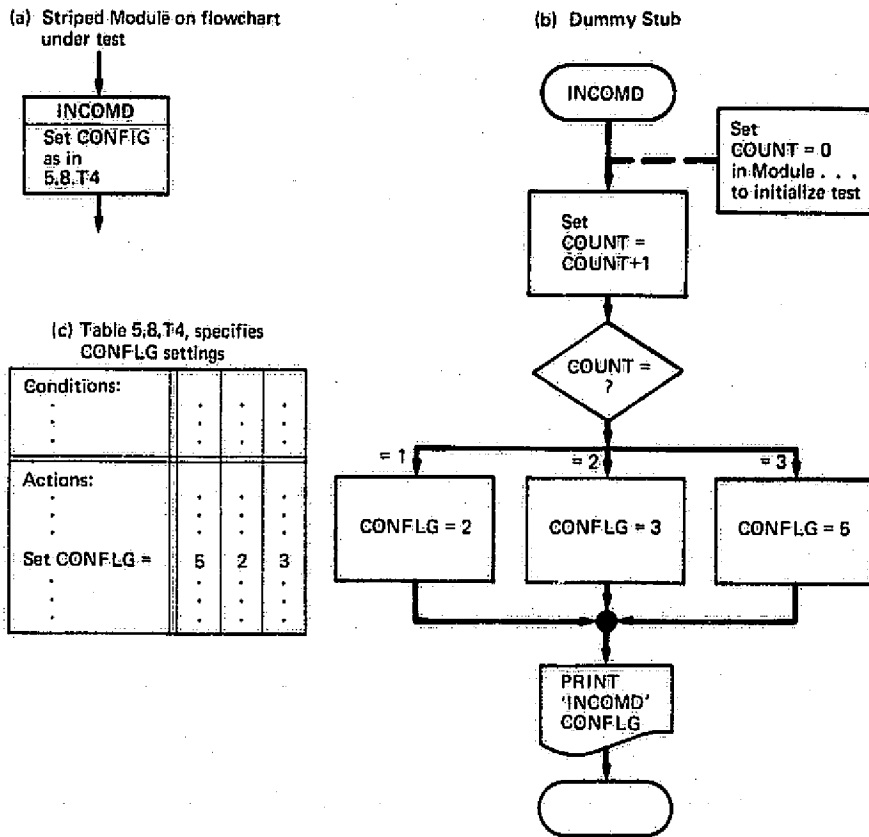 (a) Striped Module on flowchart
under test
INCOMD
Set CONFIG
as in
5.8.T4
(b) Dummy Stub
INCOMD
Set
COUNT = 0
in Module . . .
to initialize test
Set
COUNT =
COUNT+1
COUNT =
?
= 1
= 2
= 3
CONFLG = 2
CONFLG = 3
CONFLG = 5
PRINT
'INCOMD'
CONFLG
(c) Table 5.8.T4, specifies
CONFLG settings
Conditions:
Actions:
Set CONFLG = 5 2 3